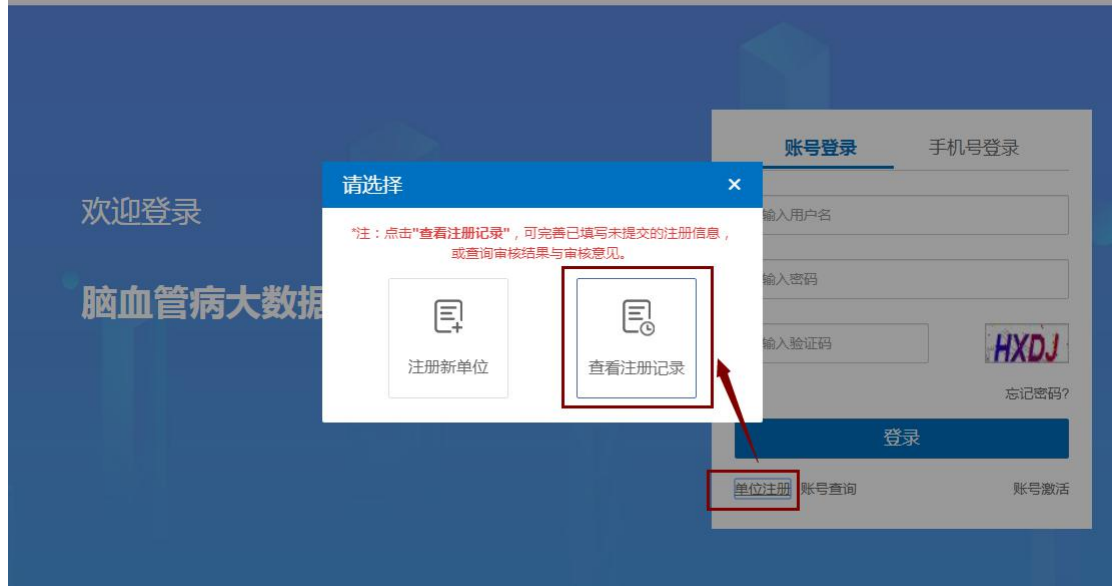 账号登录
手机号登录
请选择
×
欢迎登录
输入用户名
*注：点击"查看注册记录"，可完善已填写未提交的注册信息，
或查询审核结果与审核意见。
输入密码
脑血管病大数据
输入验证码
HXDJ
注册新单位
查看注册记录
忘记密码?
登录
单位注册
账号查询
账号激活